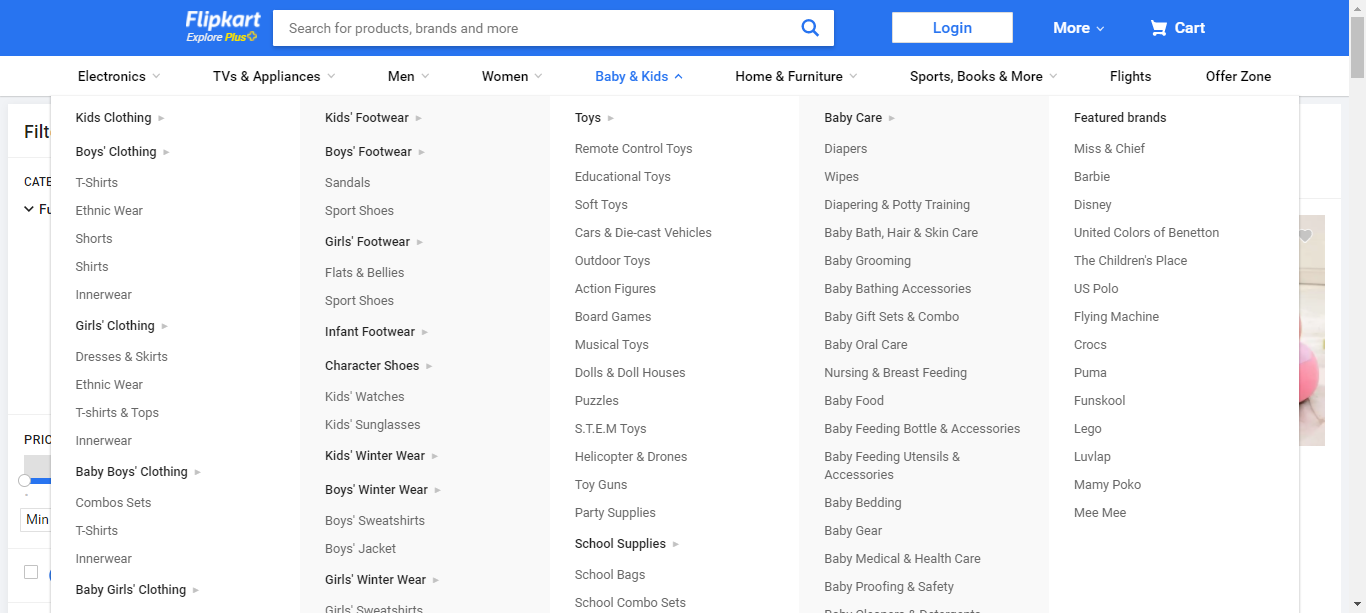 Flipkart
Explore Plus
Search for products, brands and more
Login
More
Cart
Electronics
TVs & Appliances
Men
Women
Baby & Kids
Home & Furniture
Sports, Books & More
Flights
Offer Zone
Kids Clothing
Boys' Clothing
T-Shirts
Ethnic Wear
Shorts
Shirts
Innerwear
Girls' Clothing
Dresses & Skirts
Ethnic Wear
T-shirts & Tops
Innerwear
Baby Boys' Clothing
Combos Sets
T-Shirts
Innerwear
Baby Girls' Clothing
Kids' Footwear
Boys' Footwear
Sandals
Sport Shoes
Girls' Footwear
Flats & Bellies
Sport Shoes
Infant Footwear
Character Shoes
Kids' Watches
Kids' Sunglasses
Kids' Winter Wear
Boys' Winter Wear
Boys' Sweatshirts
Boys' Jacket
Girls' Winter Wear
Girls' Sweatshirts
Toys
Remote Control Toys
Educational Toys
Soft Toys
Cars & Die-cast Vehicles
Outdoor Toys
Action Figures
Board Games
Musical Toys
Dolls & Doll Houses
Puzzles
S.T.E.M Toys
Helicopter & Drones
Toy Guns
Party Supplies
School Supplies
School Bags
School Combo Sets
Baby Care
Diapers
Wipes
Diapering & Potty Training
Baby Bath, Hair & Skin Care
Baby Grooming
Baby Bathing Accessories
Baby Gift Sets & Combo
Baby Oral Care
Nursing & Breast Feeding
Baby Food
Baby Feeding Bottle & Accessories
Baby Feeding Utensils &
Accessories
Baby Bedding
Baby Gear
Baby Medical & Health Care
Baby Proofing & Safety
Baby Cleaners & Detergents
Featured brands
Miss & Chief
Barbie
Disney
United Colors of Benetton
The Children's Place
US Polo
Flying Machine
Crocs
Puma
Funskool
Lego
Luvlap
Mamy Poko
Mee Mee
Filt
CATE
Fu
PRIC
Min